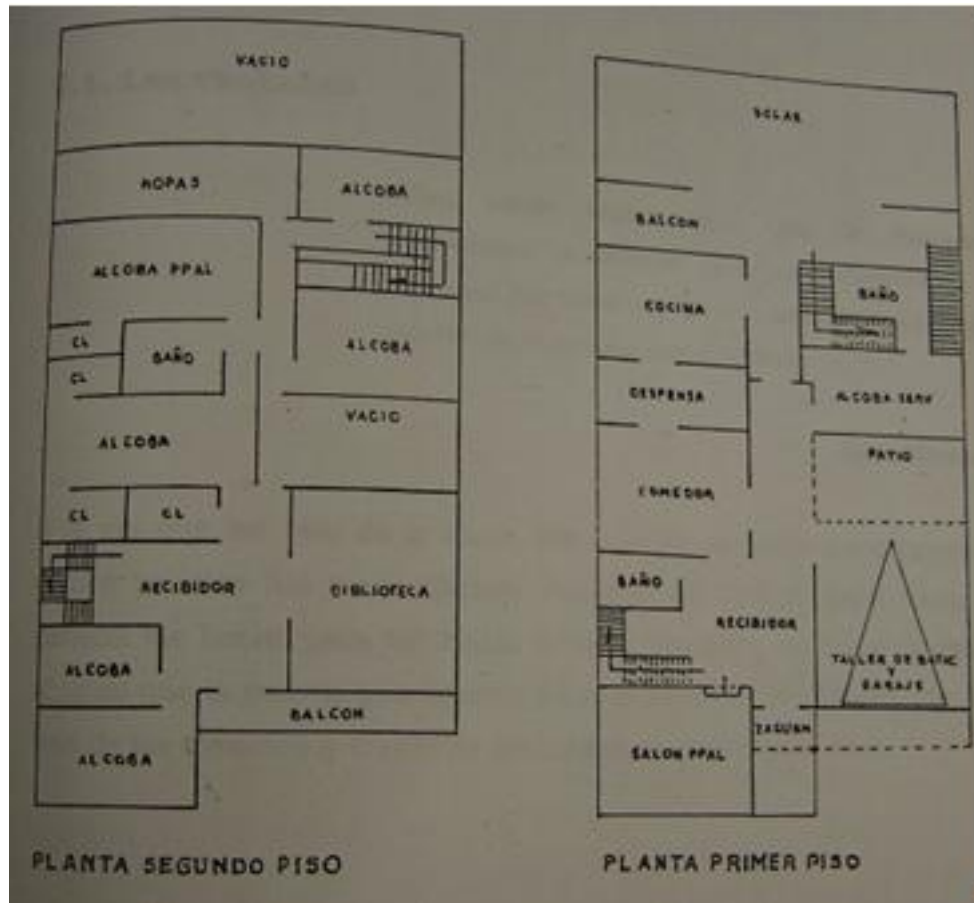 VACIO
ROPAS
ALCOBA
ALCOBA PPAL
CL
BAÑO
ALCOBA
CL
ALCOBA
VACIO
CL
CL
RECIBIDOR
BIBLIOTECA
ALCOBA
BALCON
ALCOBA
PLANTA SEGUNDO PISO
SOLAR
BALCON
BAÑO
COCINA
DESPENSA
ALCOBA SERV
PATIO
COMEDOR
BAÑO
RECIBIDOR
TALLER DE BATIC
Y
GARAJE
ZAGUAN
SALON PPAL
PLANTA PRIMER PISO